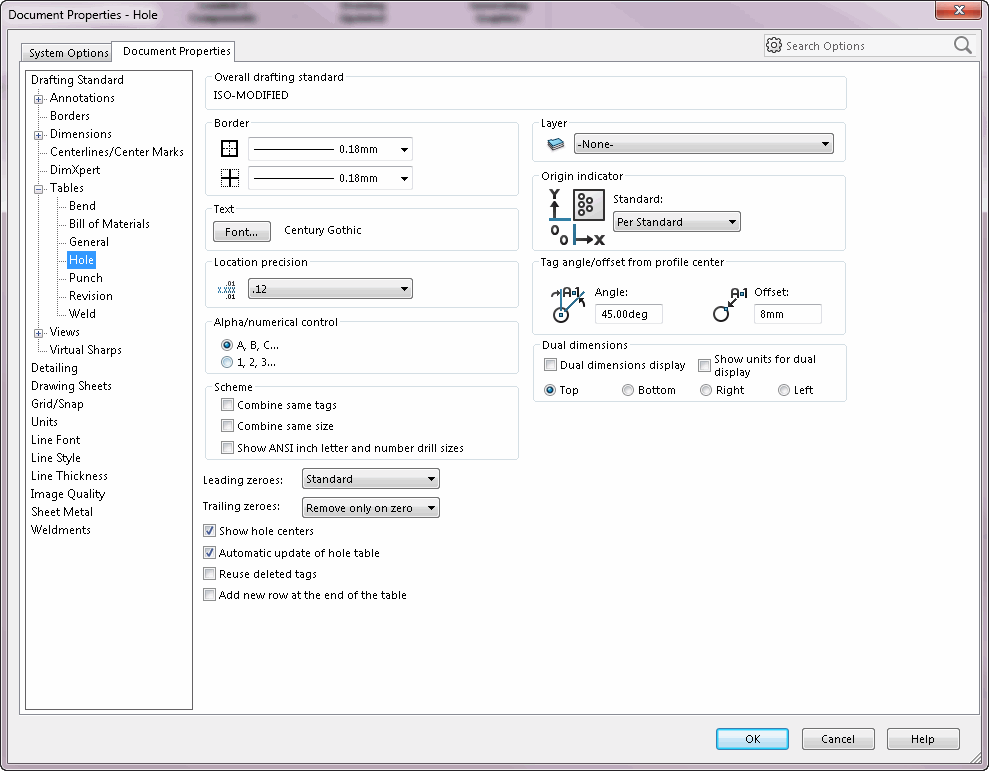 Document Properties - Hole
System Options
Document Properties
Search Options
Drafting Standard
Annotations
Borders
Dimensions
Centerlines/Center Marks
DimXpert
Tables
Bend
Bill of Materials
General
Hole
Punch
Revision
Weld
Views
Virtual Sharps
Detailing
Drawing Sheets
Grid/Snap
Units
Line Font
Line Style
Line Thickness
Image Quality
Sheet Metal
Weldments
Overall drafting standard
ISO-MODIFIED
Border
0.18mm
0.18mm
Text
Font...
Century Gothic
Location precision
.01
x.xxx
.01
.12
Alpha/numerical control
A, B, C...
1, 2, 3...
Scheme
Combine same tags
Combine same size
Show ANSI inch letter and number drill sizes
Leading zeroes:
Standard
Trailing zeroes:
Remove only on zero
Show hole centers
Automatic update of hole table
Reuse deleted tags
Add new row at the end of the table
Layer
-None-
Origin indicator
Y
0
0
X
Standard:
Per Standard
Tag angle/offset from profile center
A1
Angle:
45.00deg
A1
Offset:
8mm
Dual dimensions
Dual dimensions display
Show units for dual
display
Top
Bottom
Right
Left
OK
Cancel
Help